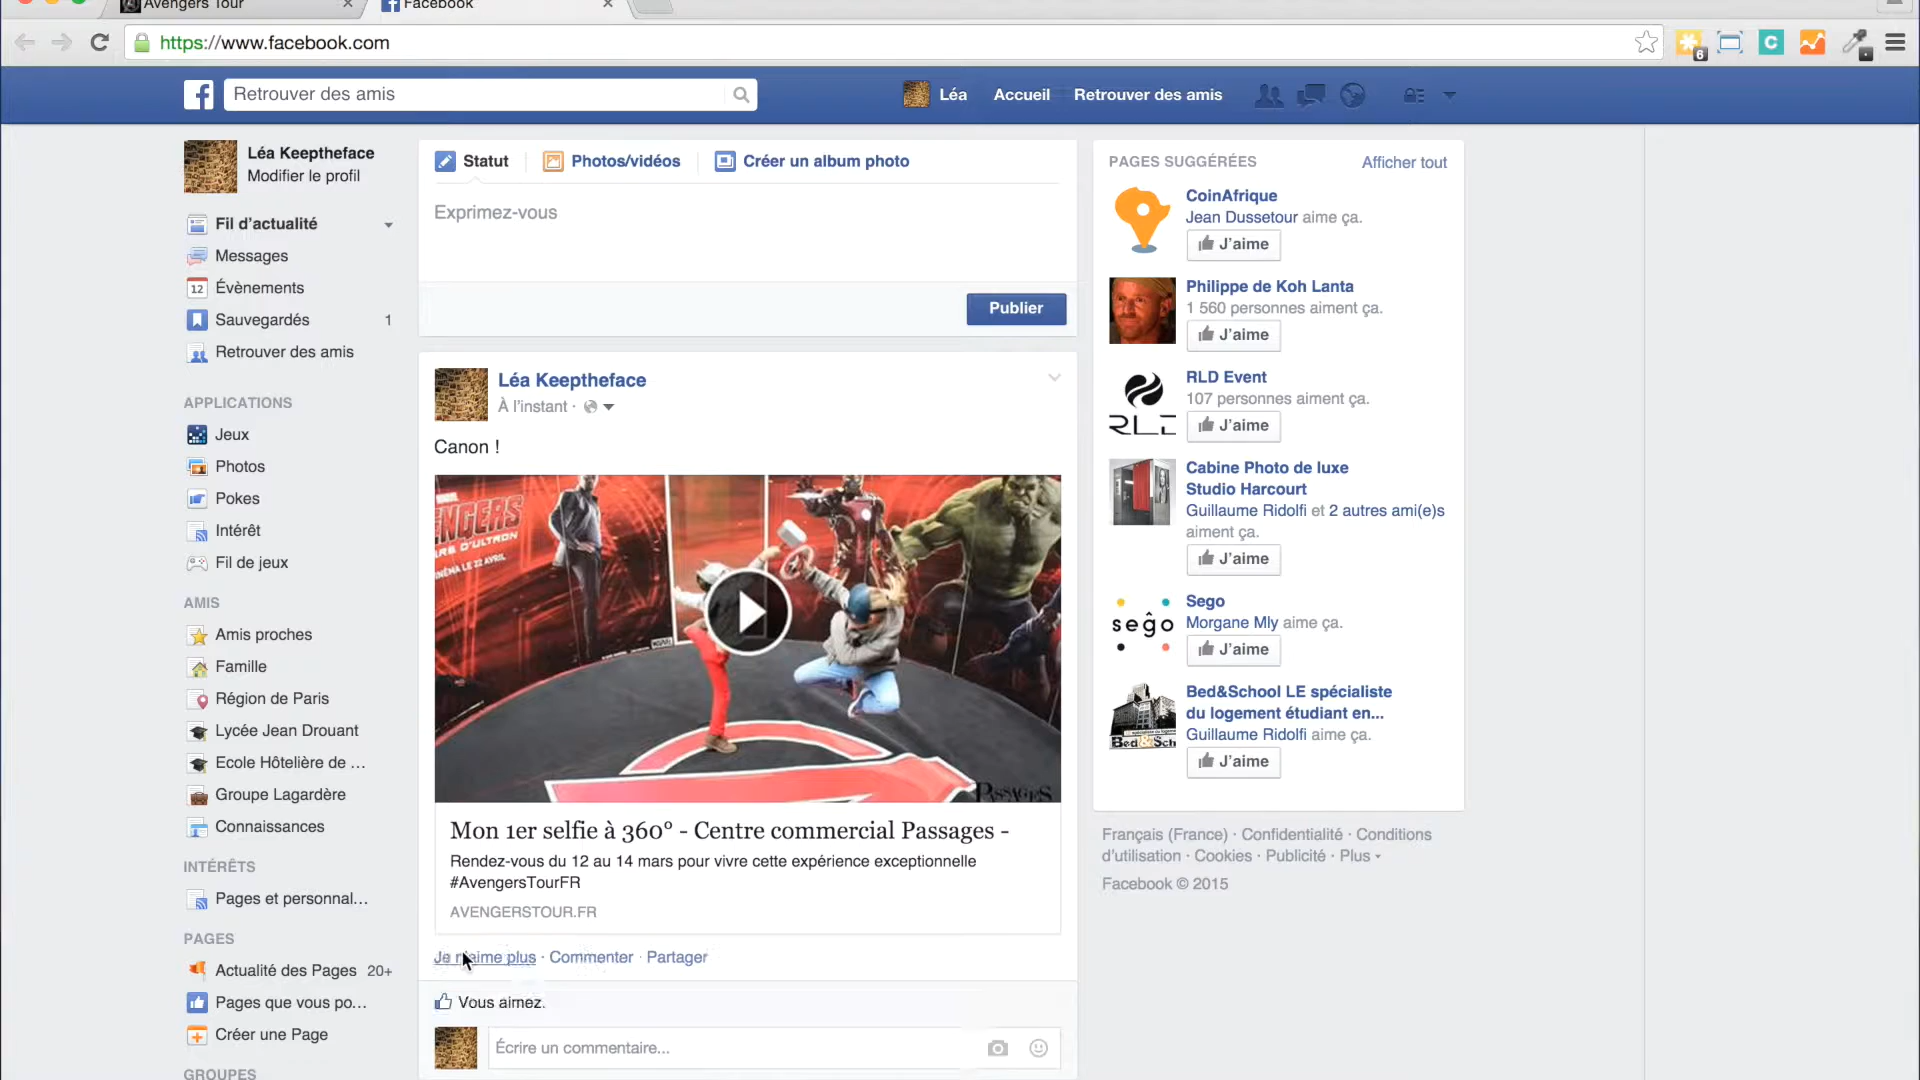 Avengers Tour
Facebook
https://www.facebook.com
6
Retrouver des amis
Léa
Accueil
Retrouver des amis
Léa Keeptheface
Modifier le profil
Fil d'actualité
Messages
12
Évènements
Sauvegardés 1
Retrouver des amis
APPLICATIONS
Jeux
Photos
Pokes
Intérêt
Fil de jeux
AMIS
Amis proches
Famille
Région de Paris
Lycée Jean Drouant
Ecole Hôtelière de ...
Groupe Lagardère
Connaissances
INTÉRÊTS
Pages et personnal...
PAGES
Actualité des Pages 20+
Pages que vous po...
Créer une Page
GROUPES
Statut
Photos/vidéos
Créer un album photo
Exprimez-vous
Publier
Léa Keeptheface
À l'instant ·
Canon !
MARVEL
PASSAGES
Mon 1er selfie à 360° - Centre commercial Passages -
Rendez-vous du 12 au 14 mars pour vivre cette expérience exceptionnelle
#AvengersTourFR
AVENGERSTOUR.FR
Je n'aime plus · Commenter · Partager
Vous aimez.
Écrire un commentaire...
PAGES SUGGÉRÉES
Afficher tout
CoinAfrique
Jean Dussetour aime ça.
J'aime
Philippe de Koh Lanta
1 560 personnes aiment ça.
J'aime
RLD
RLD Event
107 personnes aiment ça.
J'aime
Cabine Photo de luxe
Studio Harcourt
Guillaume Ridolfi et 2 autres ami(e)s
aiment ça.
J'aime
segô
Sego
Morgane Mly aime ça.
J'aime
Bed&Sch
Bed&School LE spécialiste
du logement étudiant en...
Guillaume Ridolfi aime ça.
J'aime
Français (France) · Confidentialité · Conditions
d'utilisation · Cookies · Publicité · Plus
Facebook © 2015